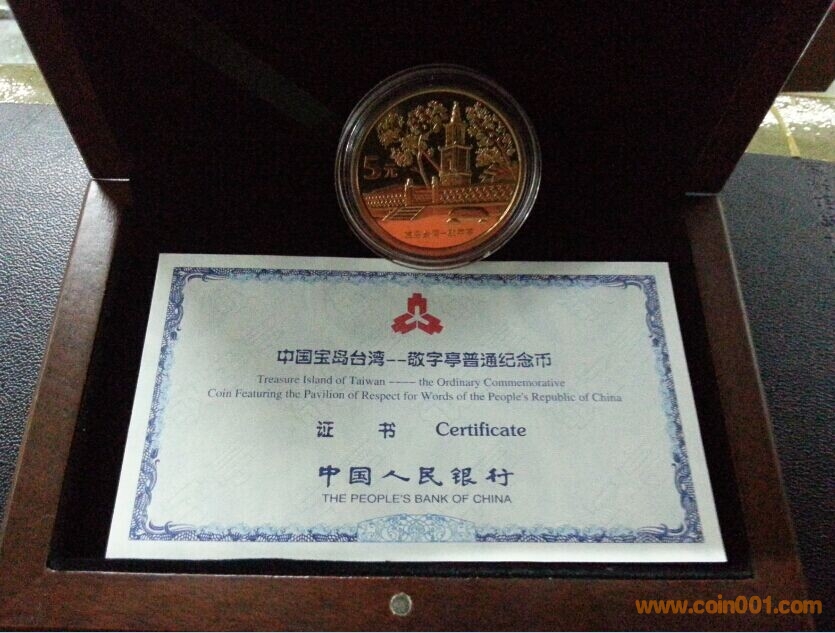 5元
中国宝岛台湾--敬字亭普通纪念币
Treasure Island of Taiwan ---- the Ordinary Commemorative
Coin Featuring the Pavilion of Respect for Words of the People's Republic of China
证 书 Certificate
中国人民银行
THE PEOPLE'S BANK OF CHINA
www.coin001.com